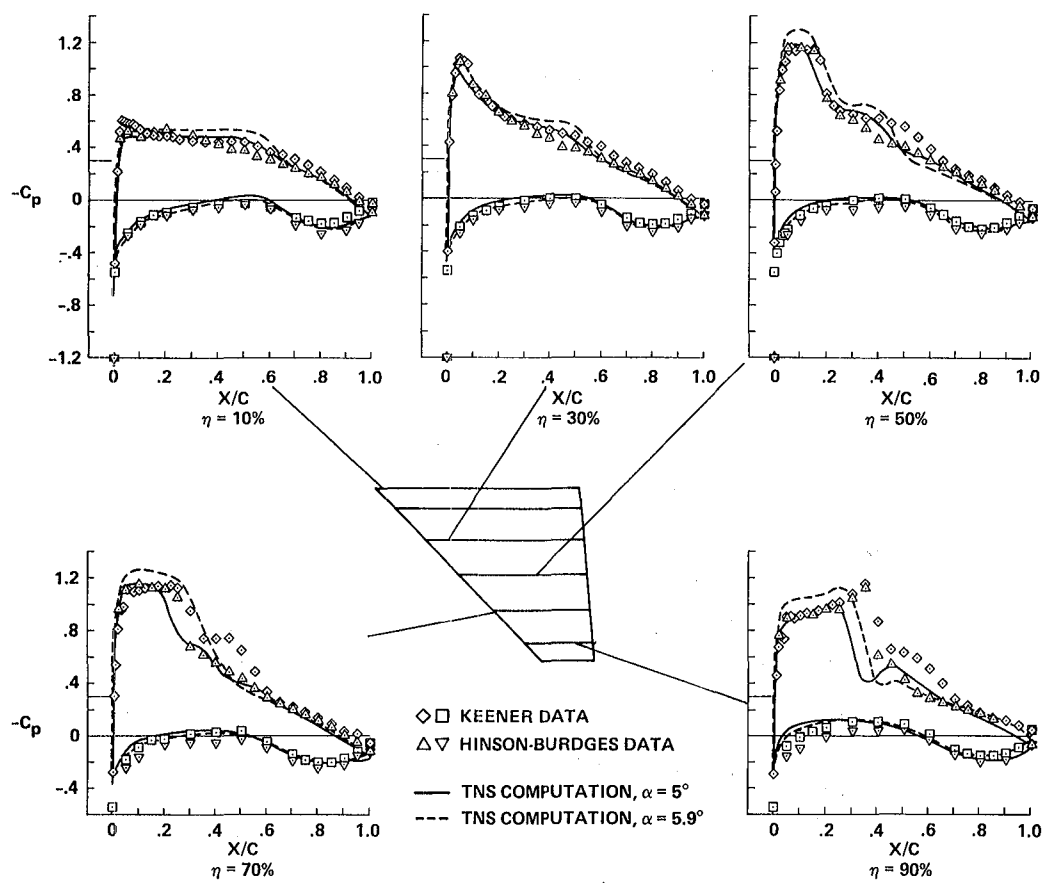 1.2
.8
.4
0
-.4
-.8
-1.2
-Cp
0 .2 .4 .6 .8 1.0
X/C
η = 10%
0 .2 .4 .6 .8 1.0
X/C
η = 30%
1.2
.8
.4
0
-.4
-.8
-1.2
0 .2 .4 .6 .8 1.0
X/C
η = 50%
1.2
.8
.4
0
-.4
-Cp
0 .2 .4 .6 .8 1.0
X/C
η = 70%
KEENER DATA
HINSON-BURDGES DATA
TNS COMPUTATION, α = 5°
TNS COMPUTATION, α = 5.9°
1.2
.8
.4
0
-.4
0 .2 .4 .6 .8 1.0
X/C
η = 90%